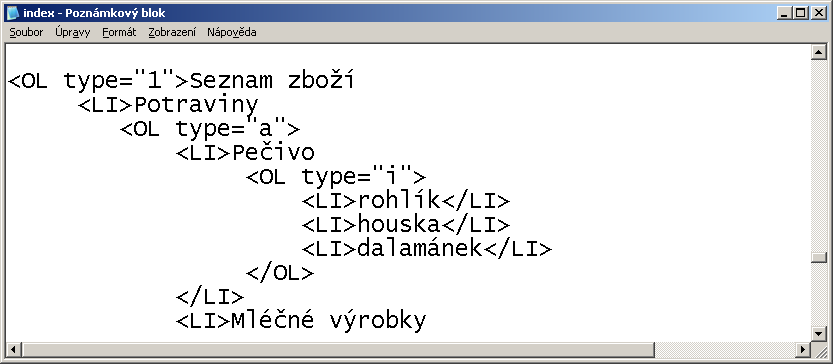 index - Poznámkový blok
Soubor Úpravy Formát Zobrazení Nápověda
<OL type="1">Seznam zboží
<LI>Potraviny
<OL type="a">
<LI>Pečivo
<OL type="i">
<LI>rohlík</LI>
<LI>houska</LI>
<LI>dalamánek</LI>
</OL>
</LI>
<LI>Mléčné výrobky